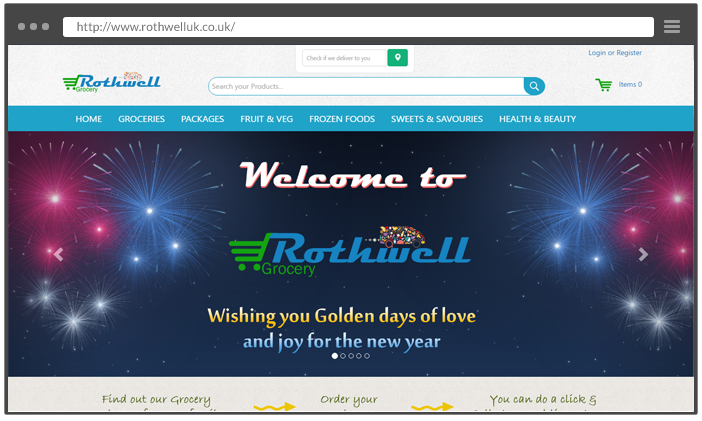 http://www.rothwelluk.co.uk/
Login or Register
Check if we deliver to you
Rothwell
Grocery
Search your Products..
Items 0
HOME GROCERIES PACKAGES FRUIT & VEG FROZEN FOODS SWEETS & SAVOURIES HEALTH & BEAUTY
Welcome to
Rothwell
Grocery
Wishing you Golden days of love
and joy for the new year
Find out our Grocery
Order your
You can do a click &